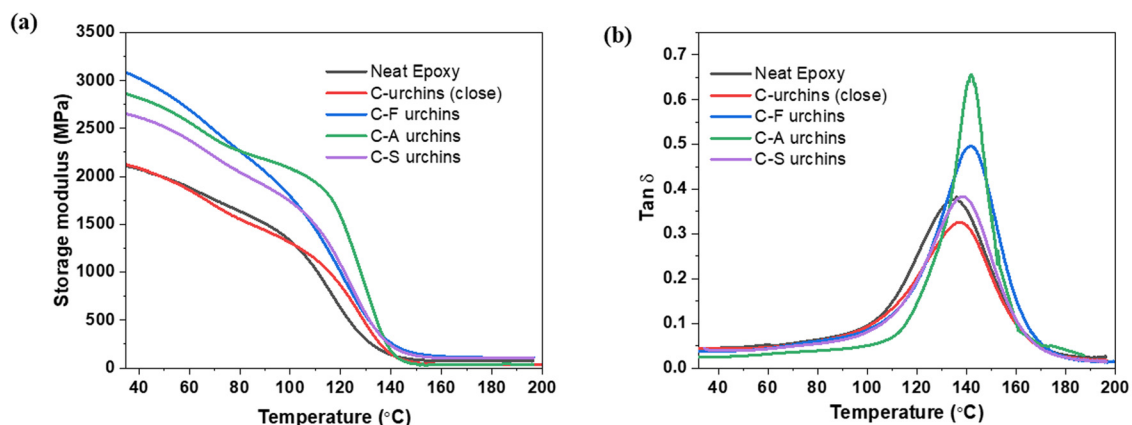 (a)
3500
3000
2500
2000
1500
1000
500
0
Storage modulus (MPa)
Neat Epoxy
C-urchins (close)
C-F urchins
C-A urchins
C-S urchins
40 60 80 100 120 140 160 180 200
Temperature (°C)
(b)
0.7
0.6
0.5
0.4
0.3
0.2
0.1
0.0
Tan δ
Neat Epoxy
C-urchins (close)
C-F urchins
C-A urchins
C-S urchins
40 60 80 100 120 140 160 180 200
Temperature (°C)